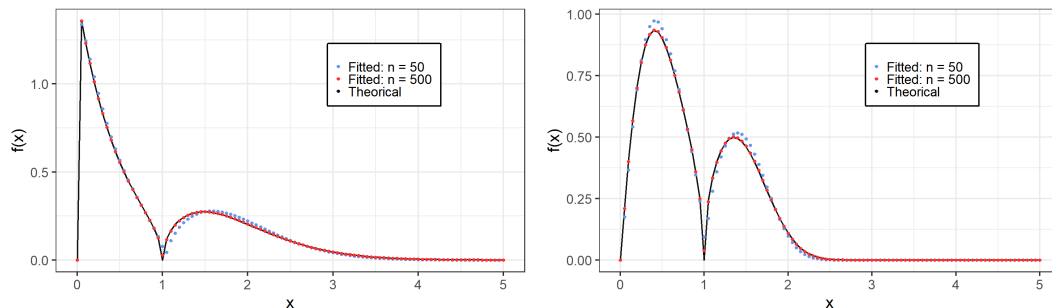 f(x)
1.0
0.5
0.0
Fitted: n = 50
Fitted: n = 500
Theorical
0 1 2 3 4 5
x
f(x)
1.00
0.75
0.50
0.25
0.00
Fitted: n = 50
Fitted: n = 500
Theorical
0 1 2 3 4 5
x